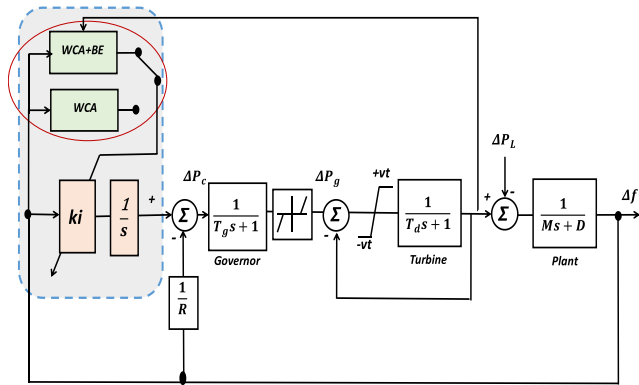 WCA+BE
WCA
ki
1
s
+
-
ΔP_c
Σ
1
T_g s + 1
Governor
1
R
ΔP_g
Σ
-
+vt
-vt
1
T_d s + 1
Turbine
ΔP_L
+
-
Σ
1
Ms + D
Plant
Δf